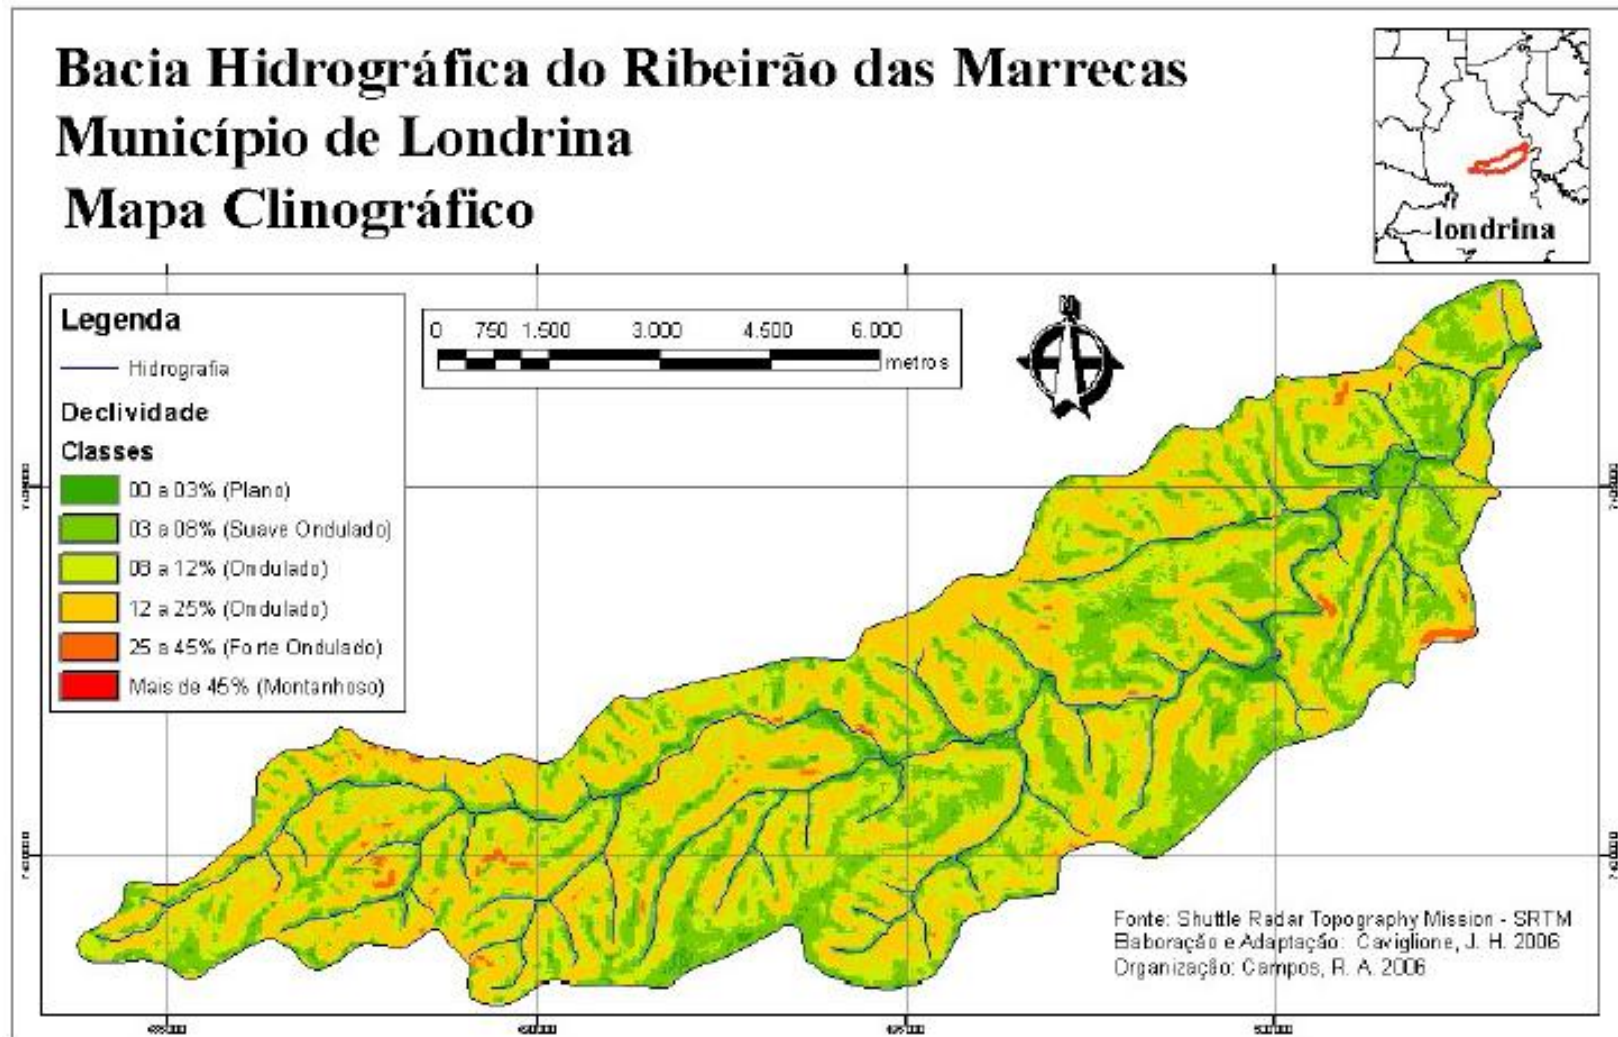 Bacia Hidrográfica do Ribeirão das Marrecas
Município de Londrina
Mapa Clinográfico
londrina
Legenda
Hidrografia
Declividade
Classes
00 a 03% (Plano)
03 a 08% (Suave Ondulado)
08 a 12% (Ondulado)
12 a 25% (Ondulado)
25 a 45% (Forte Ondulado)
Mais de 45% (Montanhoso)
0 750 1.500 3.000 4.500 6.000
metros
N
Fonte: Shuttle Radar Topography Mission - SRTM
Elaboração e Adaptação: Caviglione, J. H. 2006
Organização: Campos, R. A. 2006